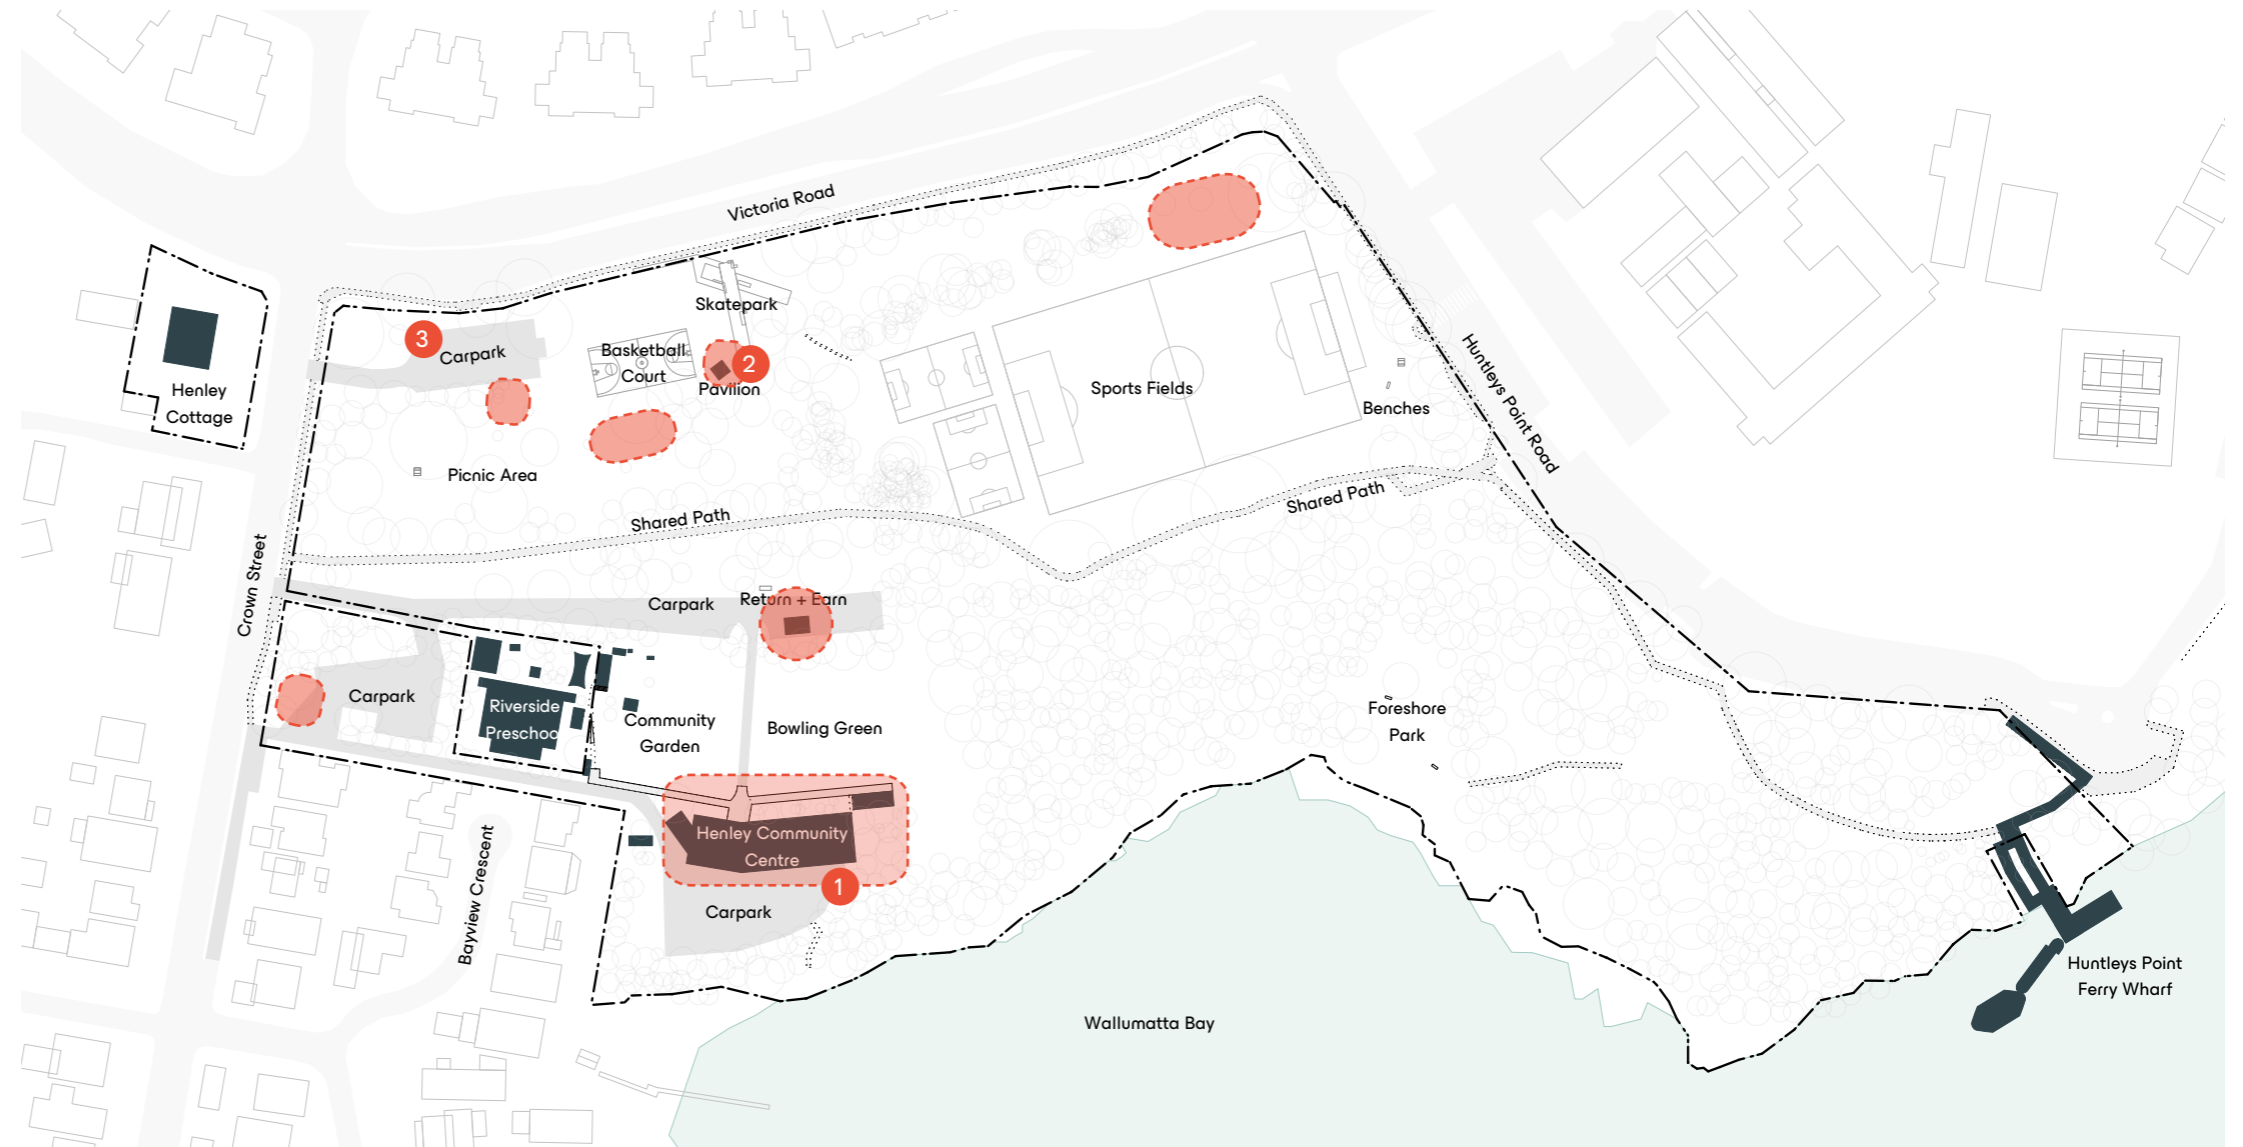 Victoria Road
Skatepark
3
Carpark
Basketball
Court
2
Pavilion
Henley
Cottage
Sports Fields
Benches
Huntleys Point Road
Picnic Area
Shared Path
Shared Path
Crown Street
Carpark
Return + Earn
Carpark
Riverside
Preschoo
Community
Garden
Bowling Green
Foreshore
Park
Henley Community
Centre
1
Carpark
Bayview Crescent
Wallumatta Bay
Huntleys Point
Ferry Wharf